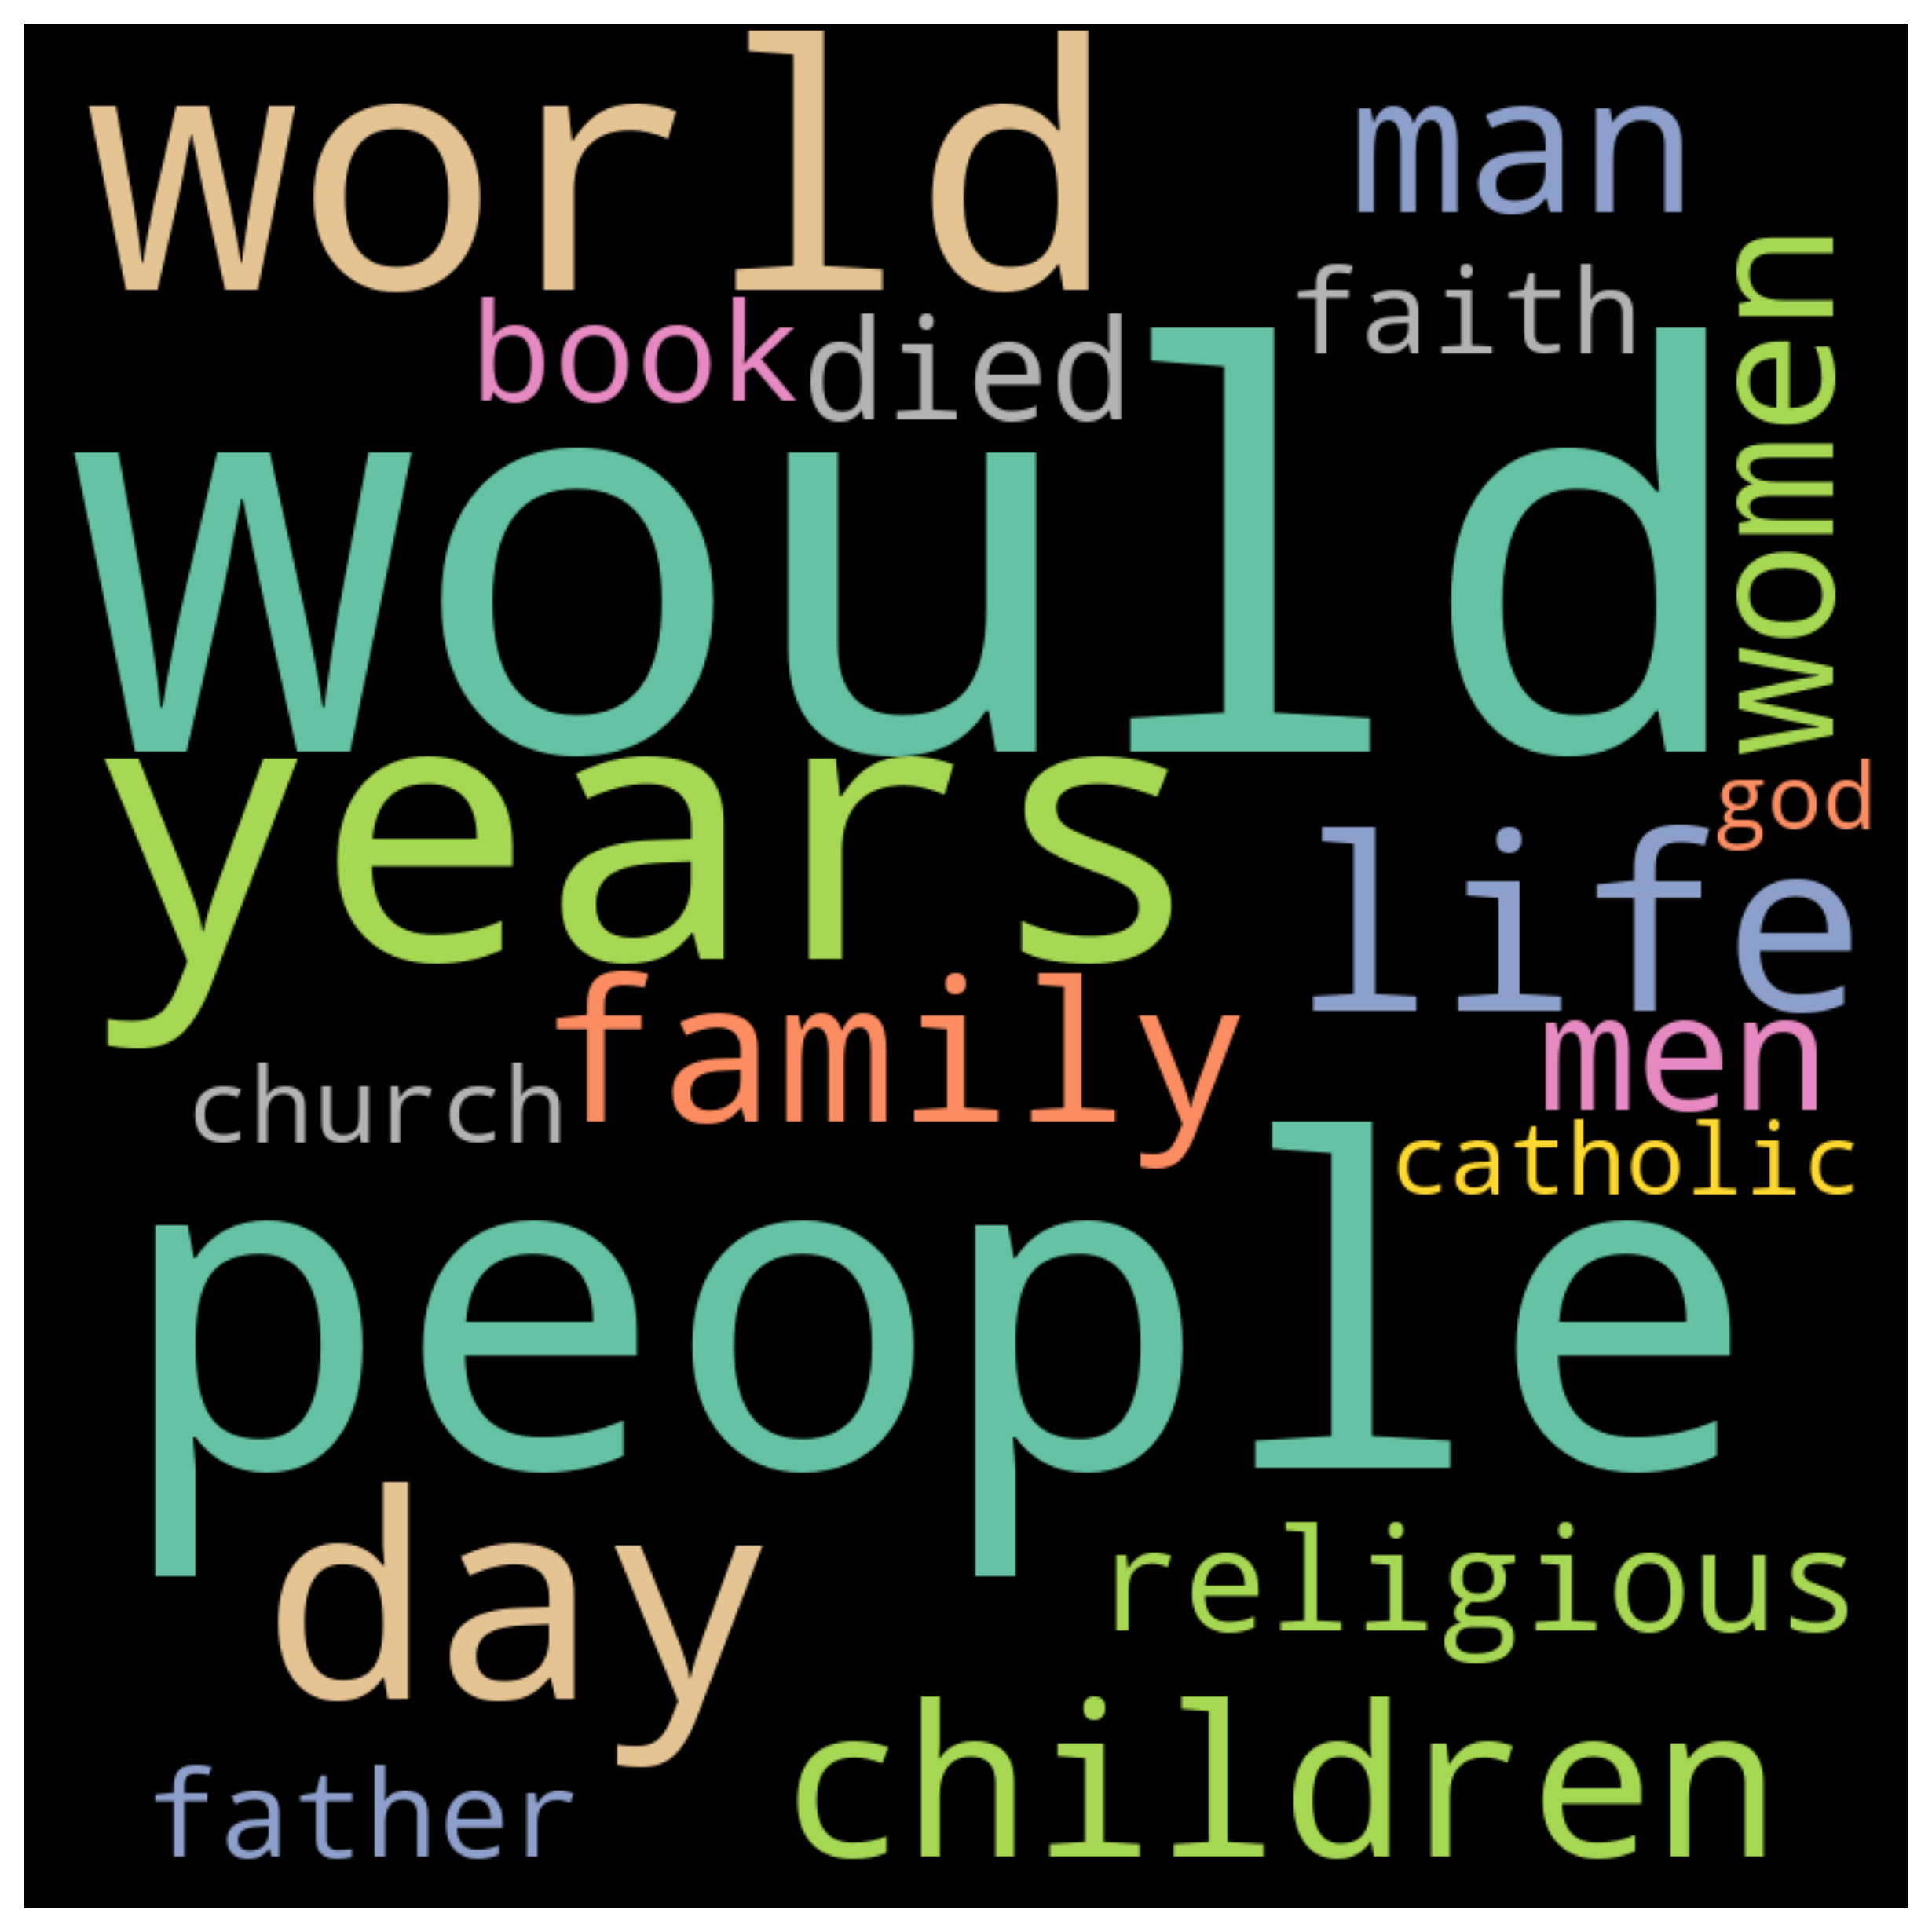 world
man
faith
women
book
died
would
years
god
life
family
men
church
catholic
people
day
religious
children
father